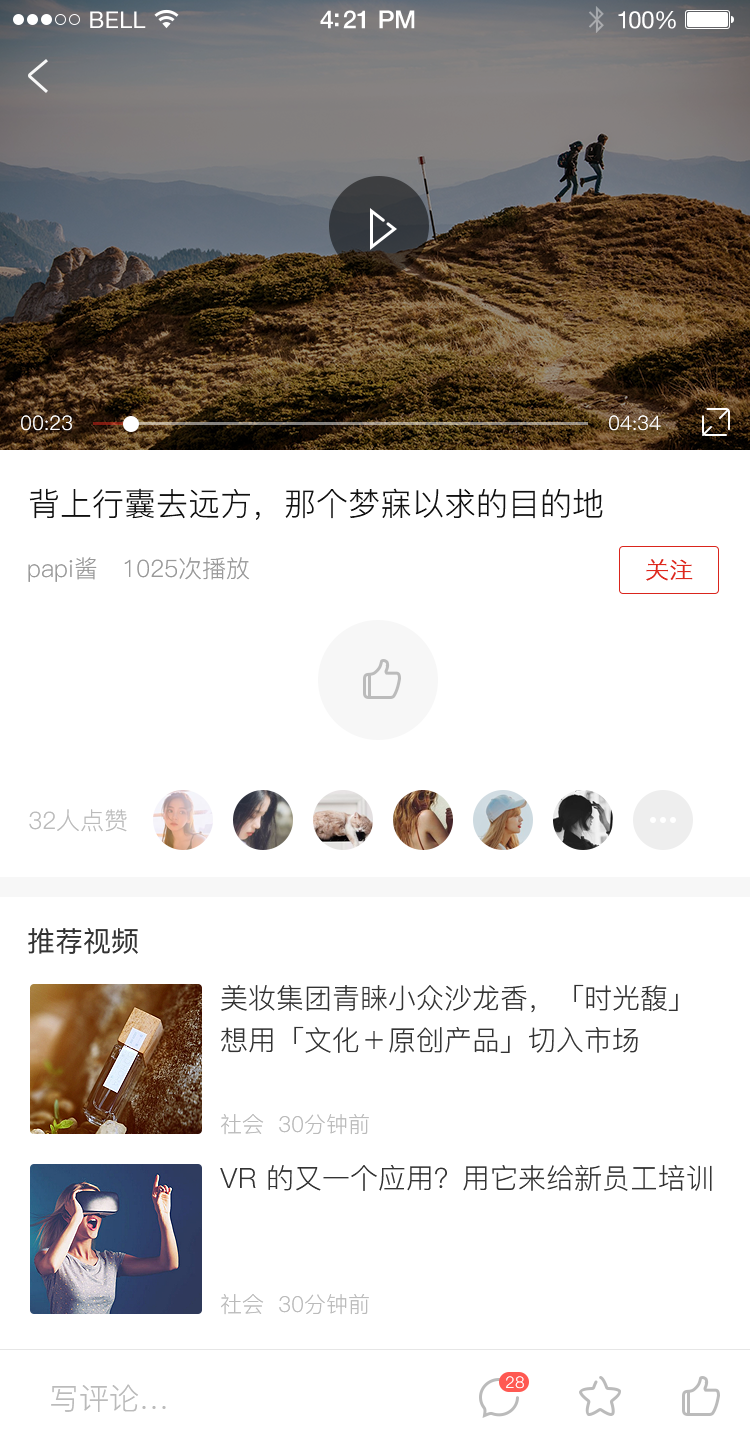 BELL 4:21 PM 100%
00:23 04:34
背上行囊去远方，那个梦寐以求的目的地
papi酱 1025次播放 关注
32人点赞
推荐视频
美妆集团青睐小众沙龙香，「时光馥」
想用「文化＋原创产品」切入市场
社会 30分钟前
VR 的又一个应用？用它来给新员工培训
社会 30分钟前
写评论... 28